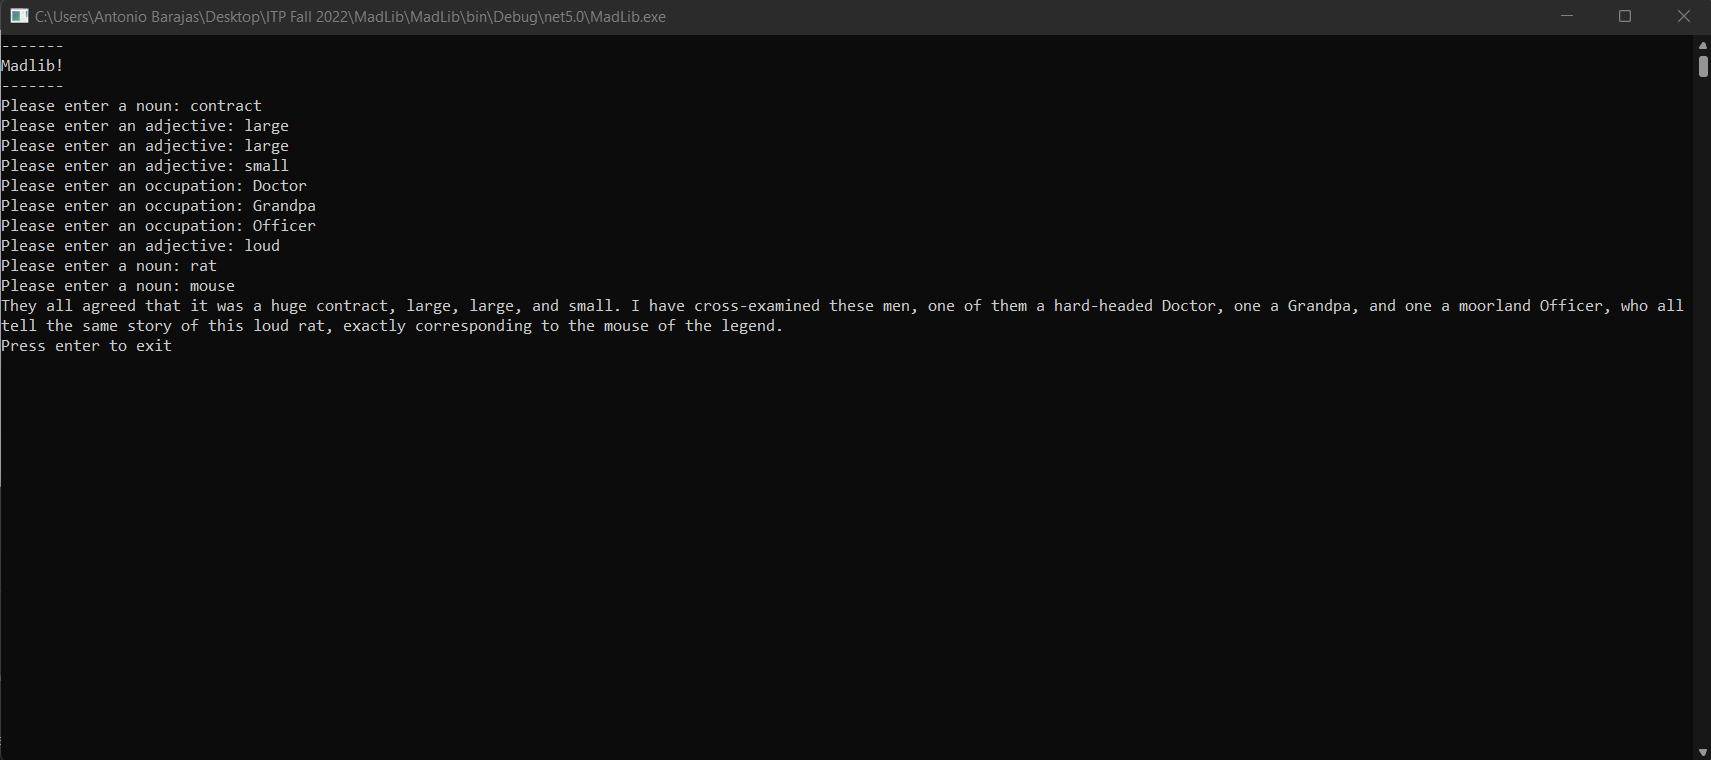 C:\Users\Antonio Barajas\Desktop\ITP Fall 2022\MadLib\MadLib\bin\Debug\net5.0\MadLib.exe
-------
Madlib!
-------
Please enter a noun: contract
Please enter an adjective: large
Please enter an adjective: large
Please enter an adjective: small
Please enter an occupation: Doctor
Please enter an occupation: Grandpa
Please enter an occupation: Officer
Please enter an adjective: loud
Please enter a noun: rat
Please enter a noun: mouse
They all agreed that it was a huge contract, large, large, and small. I have cross-examined these men, one of them a hard-headed Doctor, one a Grandpa, and one a moorland Officer, who all
tell the same story of this loud rat, exactly corresponding to the mouse of the legend.
Press enter to exit